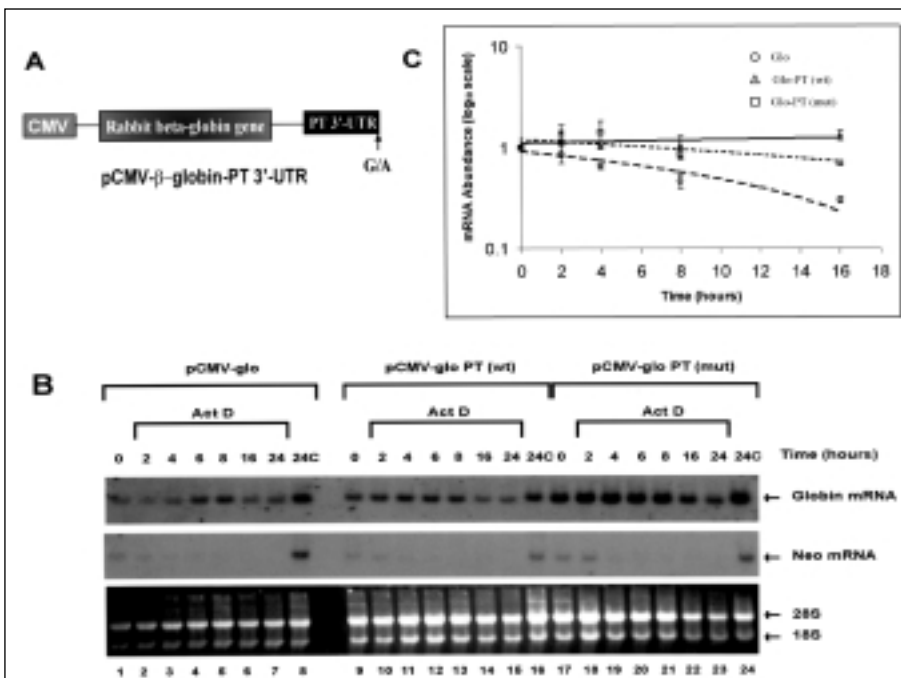 A
CMV
Rabbit beta-globin gene
PT 3'-UTR
G/A
pCMV-β-globin-PT 3'-UTR
C
mRNA Abundance (log₁₀ scale)
10
1
0.1
0 2 4 6 8 10 12 14 16 18
Time (hours)
Glo
Glo-PT (wt)
Glo-PT (mut)
B
pCMV-glo
pCMV-glo PT (wt)
pCMV-glo PT (mut)
Act D
Act D
Act D
0 2 4 6 8 16 24 24C
0 2 4 6 8 16 24 24C
0 2 4 6 8 16 24 24C
Time (hours)
Globin mRNA
Neo mRNA
28S
18S
1 2 3 4 5 6 7 8 9 10 11 12 13 14 15 16 17 18 19 20 21 22 23 24